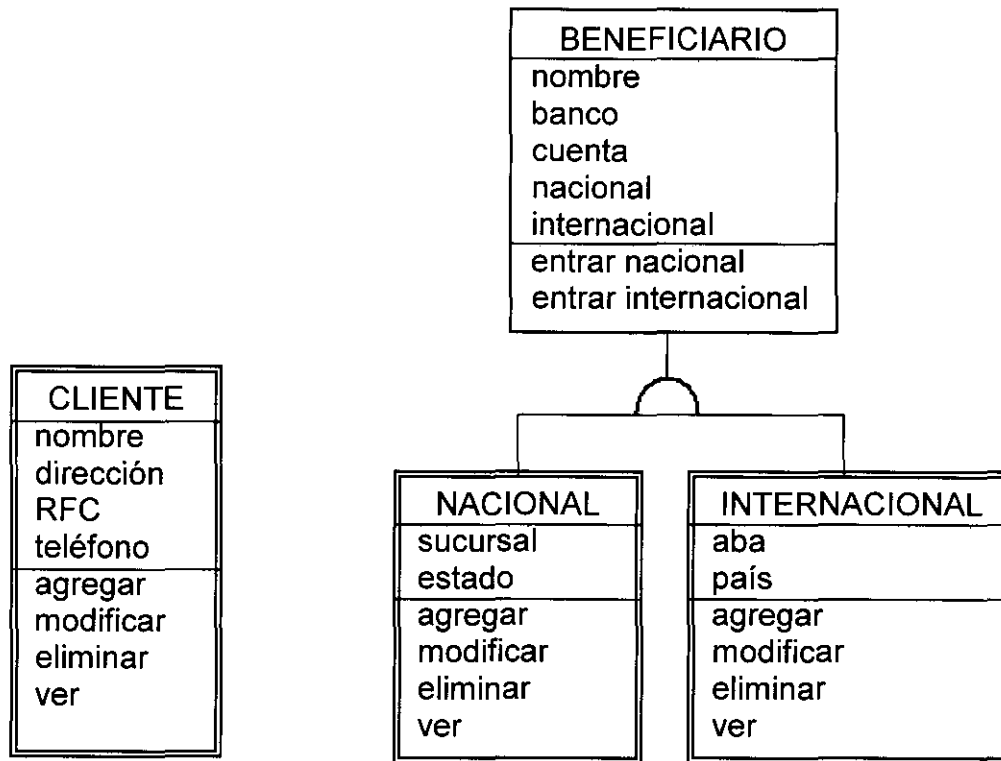 BENEFICIARIO
nombre
banco
cuenta
nacional
internacional
entrar nacional
entrar internacional
CLIENTE
nombre
dirección
RFC
teléfono
agregar
modificar
eliminar
ver
NACIONAL
sucursal
estado
agregar
modificar
eliminar
ver
INTERNACIONAL
aba
país
agregar
modificar
eliminar
ver